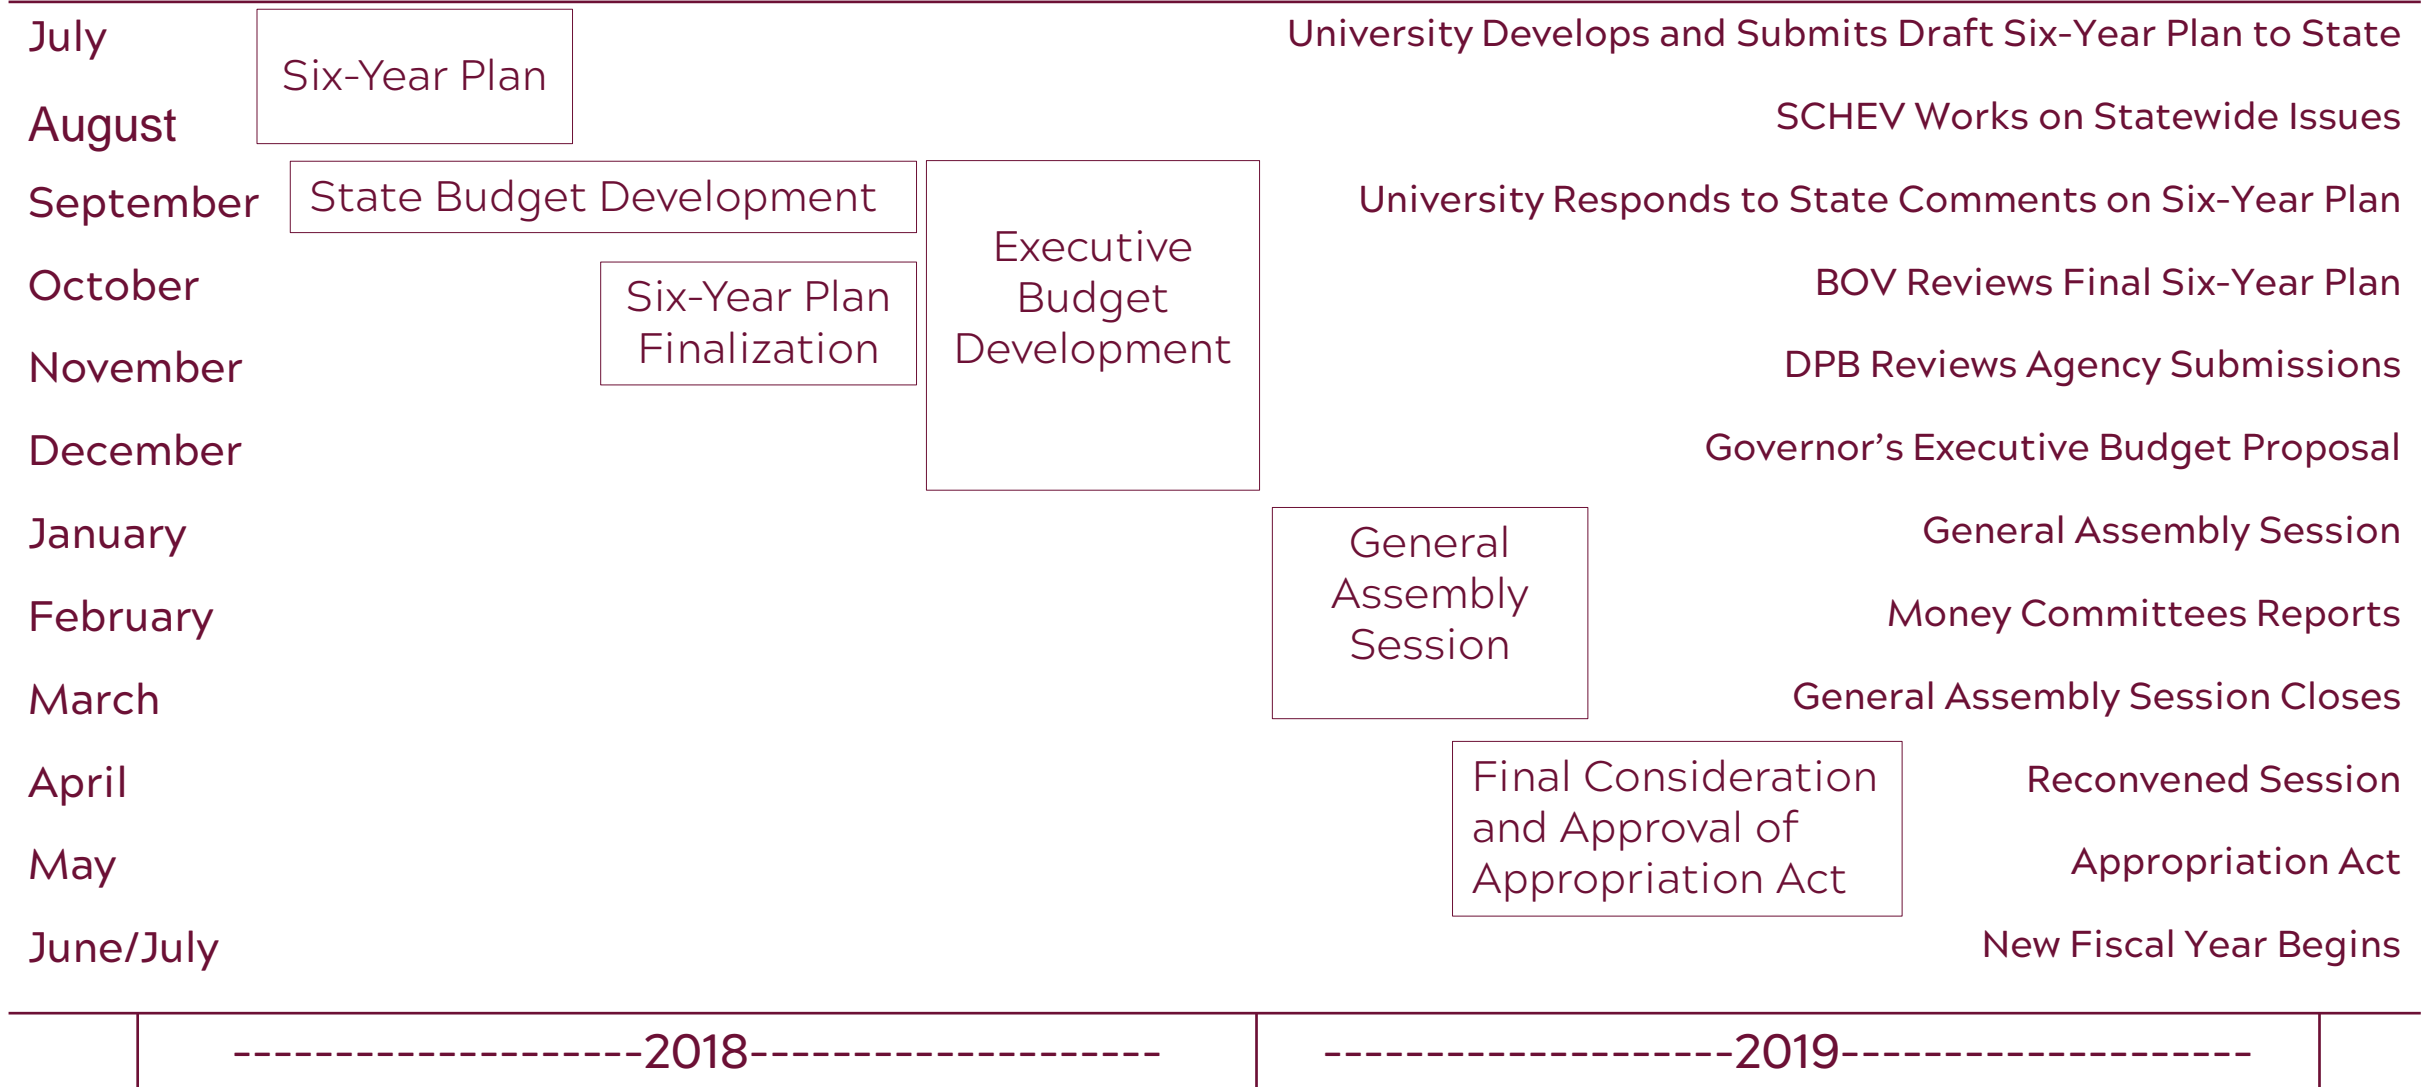 July
University Develops and Submits Draft Six-Year Plan to State
Six-Year Plan
August
SCHEV Works on Statewide Issues
September
State Budget Development
University Responds to State Comments on Six-Year Plan
Executive
Budget
Development
October
Six-Year Plan
Finalization
BOV Reviews Final Six-Year Plan
November
DPB Reviews Agency Submissions
December
Governor’s Executive Budget Proposal
January
General
Assembly
Session
General Assembly Session
February
Money Committees Reports
March
General Assembly Session Closes
April
Final Consideration
and Approval of
Appropriation Act
Reconvened Session
May
Appropriation Act
June/July
New Fiscal Year Begins
--------------------2018--------------------
--------------------2019--------------------